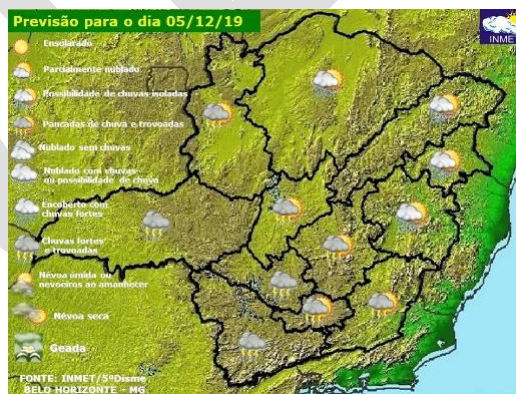 Previsão para o dia 05/12/19
INMET
Ensolarado
Parcialmente nublado
Possibilidade de chuvas isoladas
Pancadas de chuva e trovoadas
Nublado sem chuvas
Nublado com chuvas
ou possibilidade de chuva
Encoberto com
chuvas fortes
Chuvas fortes
e trovoadas
Névoa úmida ou
nevoeiros ao amanhecer
Névoa seca
Geada
FONTE: INMET/5ºDisme
BELO HORIZONTE - MG